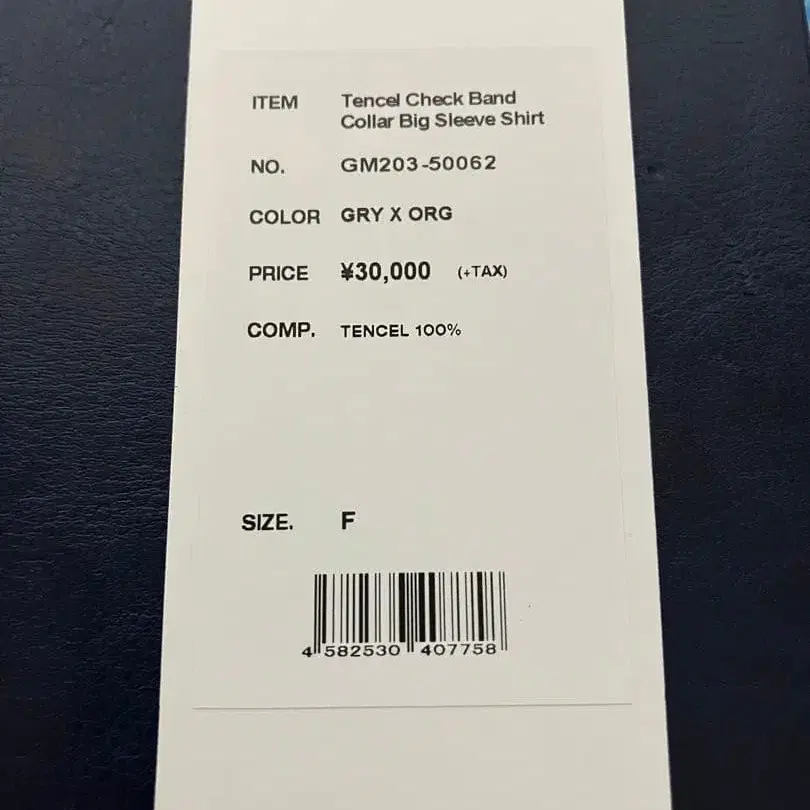 ITEM Tencel Check Band
Collar Big Sleeve Shirt
NO. GM203-50062
COLOR GRY X ORG
PRICE ¥30,000 (+TAX)
COMP. TENCEL 100%
SIZE. F
4 582530 407758